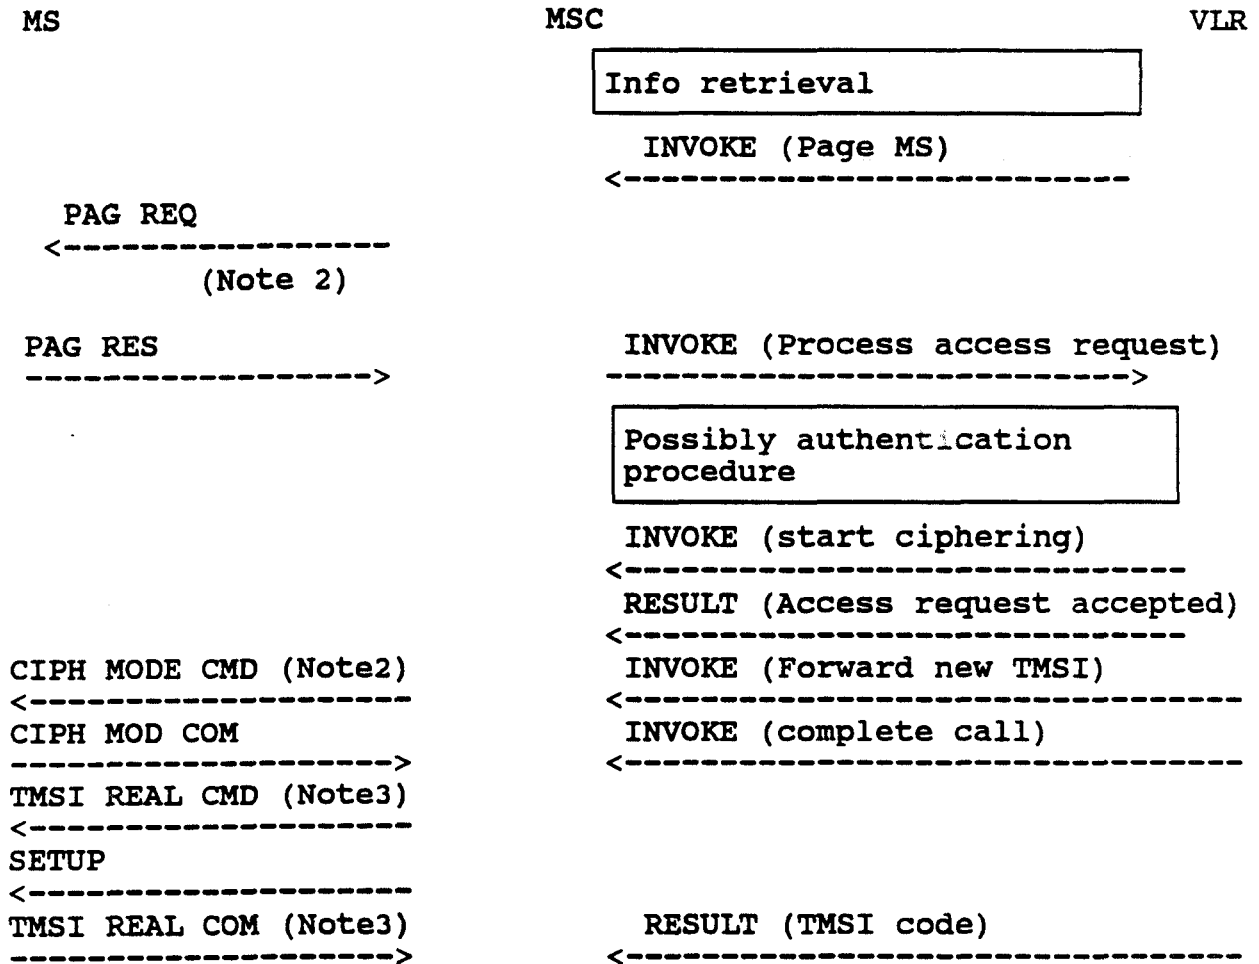 MS MSC VLR
Info retrieval
INVOKE (Page MS)
<---------------------------
PAG REQ
<-----------------
(Note 2)
PAG RES INVOKE (Process access request)
------------------> --------------------------->
Possibly authentication
procedure
INVOKE (start ciphering)
<------------------------------
RESULT (Access request accepted)
<------------------------------
CIPH MODE CMD (Note2) INVOKE (Forward new TMSI)
<-------------------- <---------------------------------
CIPH MOD COM INVOKE (complete call)
--------------------> <---------------------------------
TMSI REAL CMD (Note3)
<--------------------
SETUP
<--------------------
TMSI REAL COM (Note3) RESULT (TMSI code)
--------------------> <---------------------------------